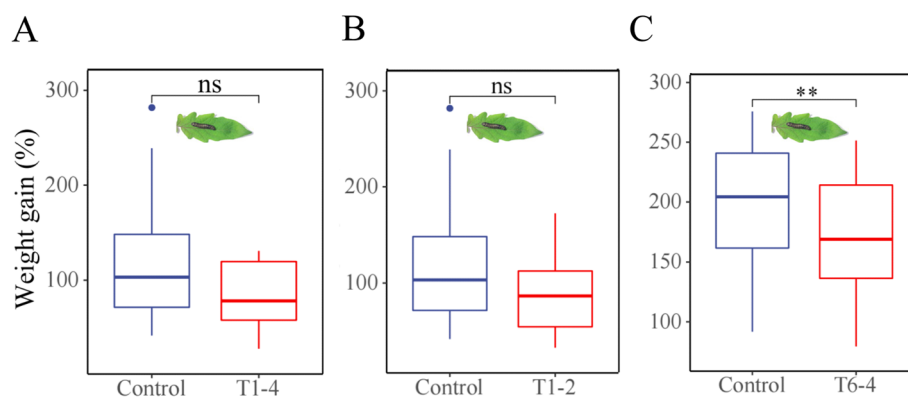 A
B
C
ns
ns
**
Weight gain (%)
300
200
100
300
200
100
300
250
200
150
100
Control T1-4
Control T1-2
Control T6-4